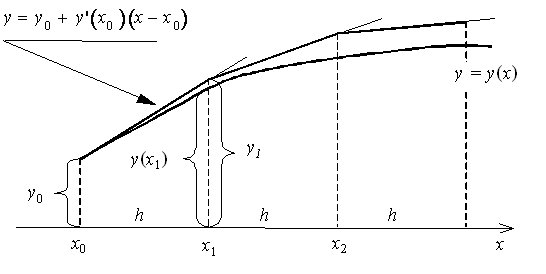 y = y₀ + y'(x₀)(x − x₀)
y = y(x)
y(x₁)
y₁
y₀
h
h
h
x₀
x₁
x₂
x